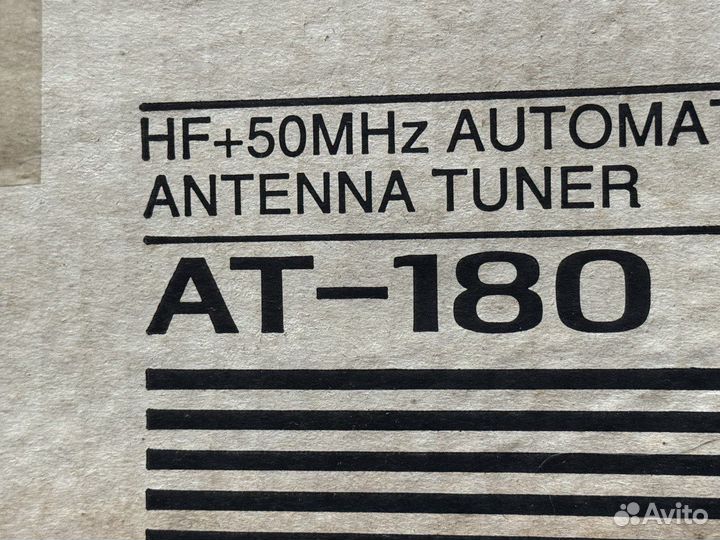 HF+50MHz AUTOMAT
ANTENNA TUNER
AT-180
Avito